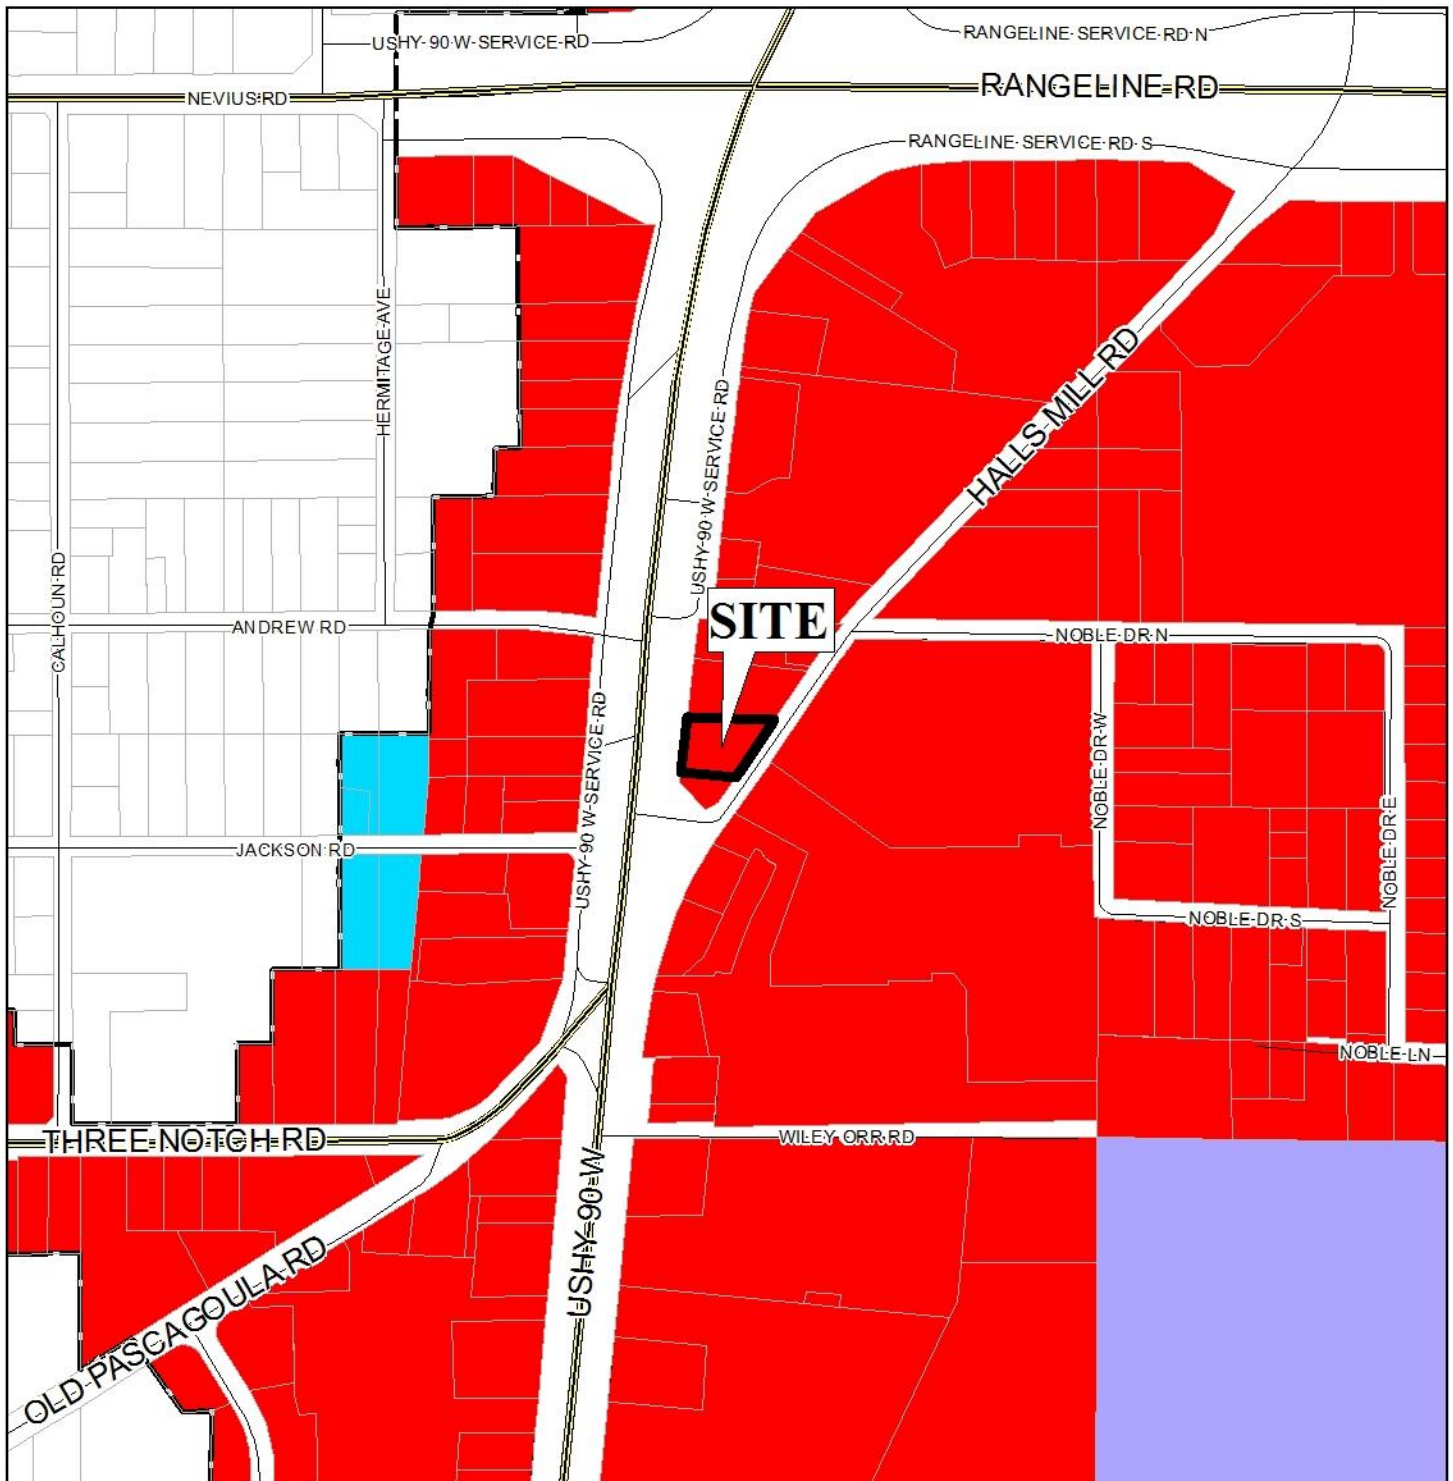 USHY-90-W-SERVICE-RD
RANGELINE-SERVICE-RD-N
NEVIUS-RD
RANGELINE-RD
RANGELINE-SERVICE-RD-S
HERMITAGE-AVE
HALLS-MILL-RD
USHY-90-W-SERVICE-RD
CALHOUN-RD
SITE
ANDREW-RD
NOBLE-DR-N
USHY-90-W-SERVICE-RD
NOBLE-DR-W
NOBLE-DR-E
JACKSON-RD
NOBLE-DR-S
NOBLE-LN
THREE-NOTCH-RD
WILEY-ORR-RD
USHY-90-W
OLD-PASCAGOULA-RD